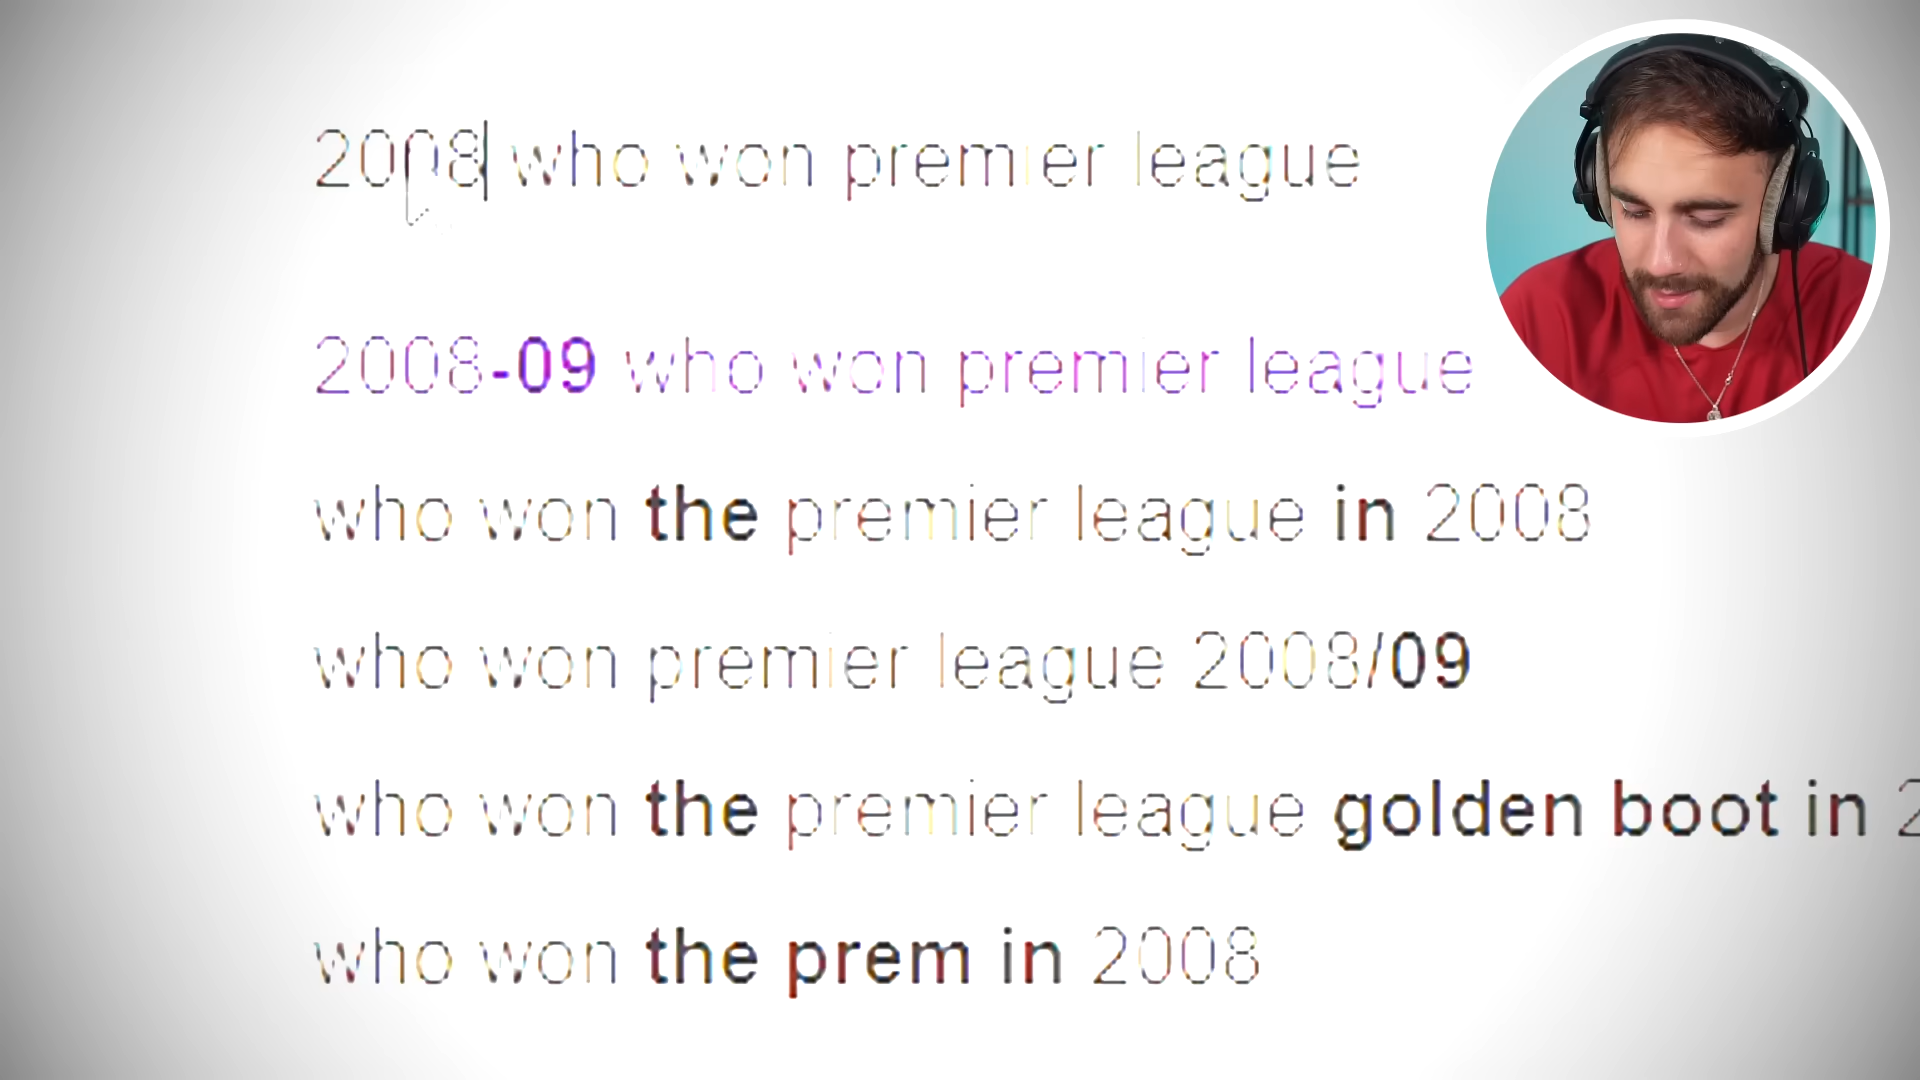 2008 who won premier league
2008-09 who won premier league
who won the premier league in 2008
who won premier league 2008/09
who won the premier league golden boot in 2
who won the prem in 2008